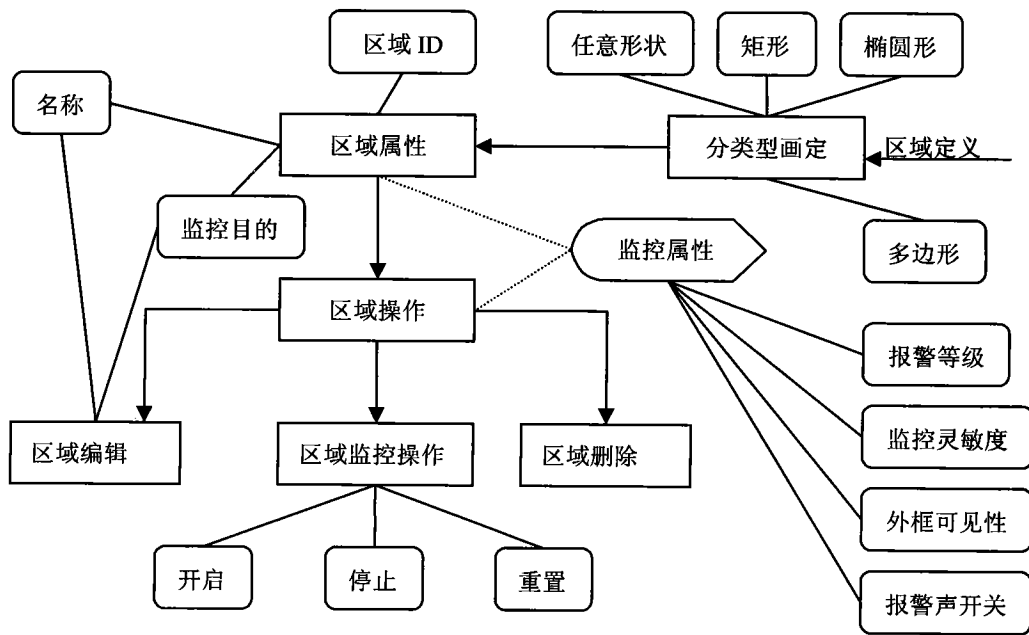 区域 ID
任意形状
矩形
椭圆形
名称
区域属性
分类型画定
区域定义
监控目的
监控属性
多边形
区域操作
报警等级
区域编辑
区域监控操作
区域删除
监控灵敏度
外框可见性
开启
停止
重置
报警声开关